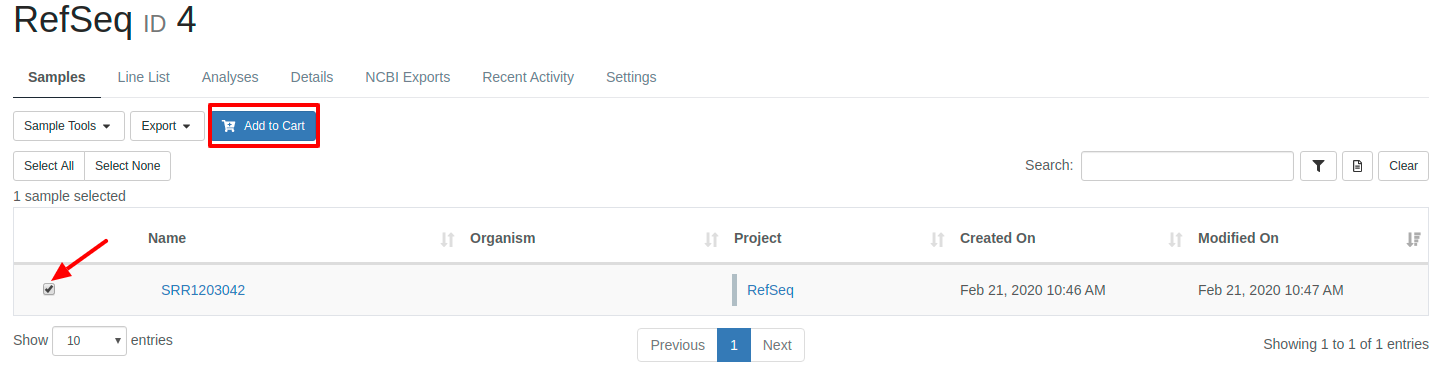 RefSeq ID 4
Samples Line List Analyses Details NCBI Exports Recent Activity Settings
Sample Tools Export Add to Cart
Select All Select None Search: Clear
1 sample selected
Name Organism Project Created On Modified On
SRR1203042 RefSeq Feb 21, 2020 10:46 AM Feb 21, 2020 10:47 AM
Show 10 entries Previous 1 Next Showing 1 to 1 of 1 entries